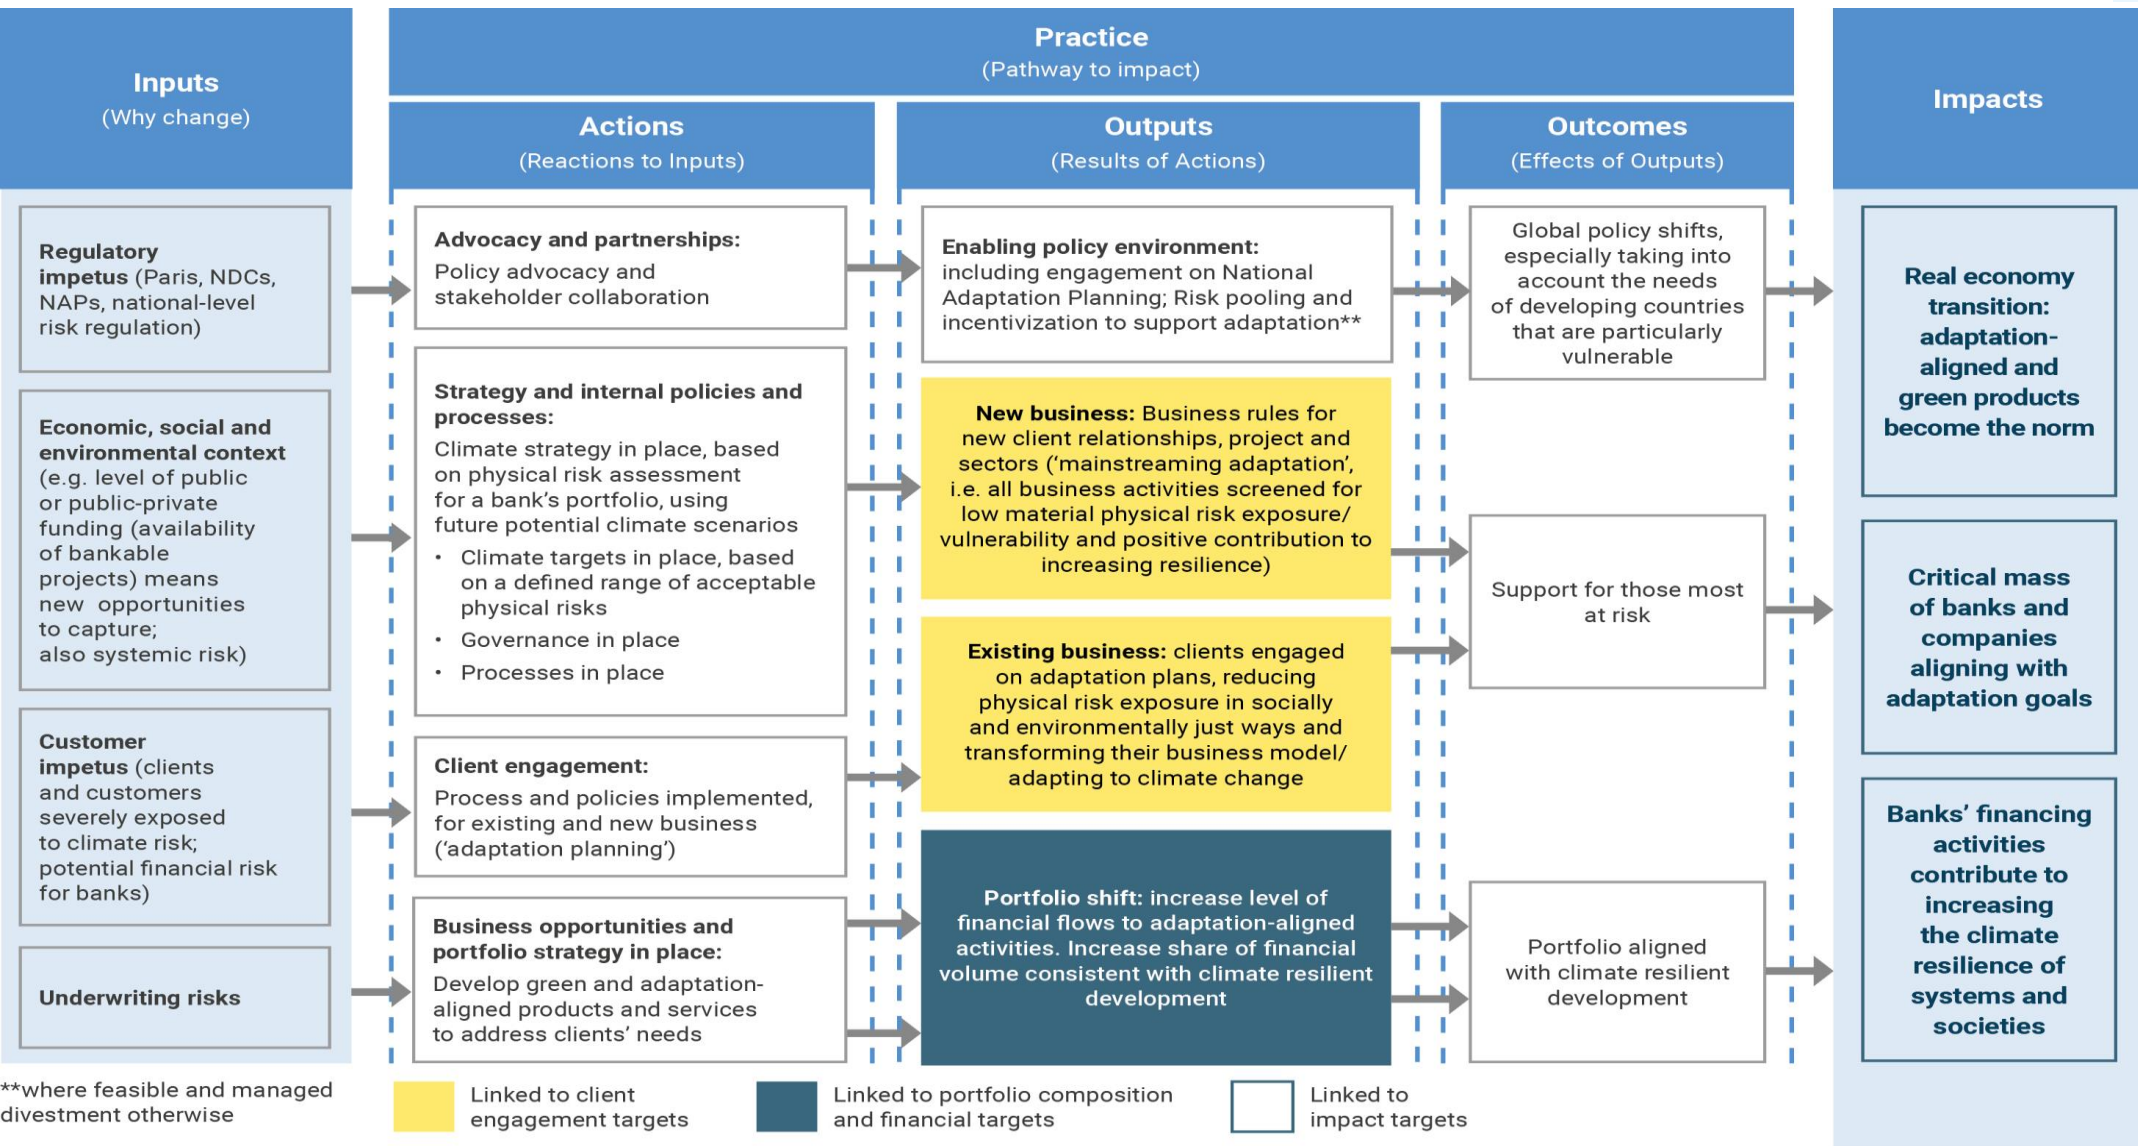 Inputs
(Why change)
Practice
(Pathway to impact)
Impacts
Actions
(Reactions to Inputs)
Outputs
(Results of Actions)
Outcomes
(Effects of Outputs)
Regulatory
impetus (Paris, NDCs,
NAPs, national-level
risk regulation)
Economic, social and
environmental context
(e.g. level of public
or public-private
funding (availability
of bankable
projects) means
new opportunities
to capture;
also systemic risk)
Customer
impetus (clients
and customers
severely exposed
to climate risk;
potential financial risk
for banks)
Underwriting risks
Advocacy and partnerships:
Policy advocacy and
stakeholder collaboration
Strategy and internal policies and
processes:
Climate strategy in place, based
on physical risk assessment
for a bank's portfolio, using
future potential climate scenarios
• Climate targets in place, based
on a defined range of acceptable
physical risks
• Governance in place
• Processes in place
Client engagement:
Process and policies implemented,
for existing and new business
('adaptation planning')
Business opportunities and
portfolio strategy in place:
Develop green and adaptation-
aligned products and services
to address clients' needs
Enabling policy environment:
including engagement on National
Adaptation Planning; Risk pooling and
incentivization to support adaptation**
New business: Business rules for
new client relationships, project and
sectors ('mainstreaming adaptation',
i.e. all business activities screened for
low material physical risk exposure/
vulnerability and positive contribution to
increasing resilience)
Existing business: clients engaged
on adaptation plans, reducing
physical risk exposure in socially
and environmentally just ways and
transforming their business model/
adapting to climate change
Portfolio shift: increase level of
financial flows to adaptation-aligned
activities. Increase share of financial
volume consistent with climate resilient
development
Global policy shifts,
especially taking into
account the needs
of developing countries
that are particularly
vulnerable
Support for those most
at risk
Portfolio aligned
with climate resilient
development
Real economy
transition:
adaptation-
aligned and
green products
become the norm
Critical mass
of banks and
companies
aligning with
adaptation goals
Banks' financing
activities
contribute to
increasing
the climate
resilience of
systems and
societies
**where feasible and managed
divestment otherwise
Linked to client
engagement targets
Linked to portfolio composition
and financial targets
Linked to
impact targets